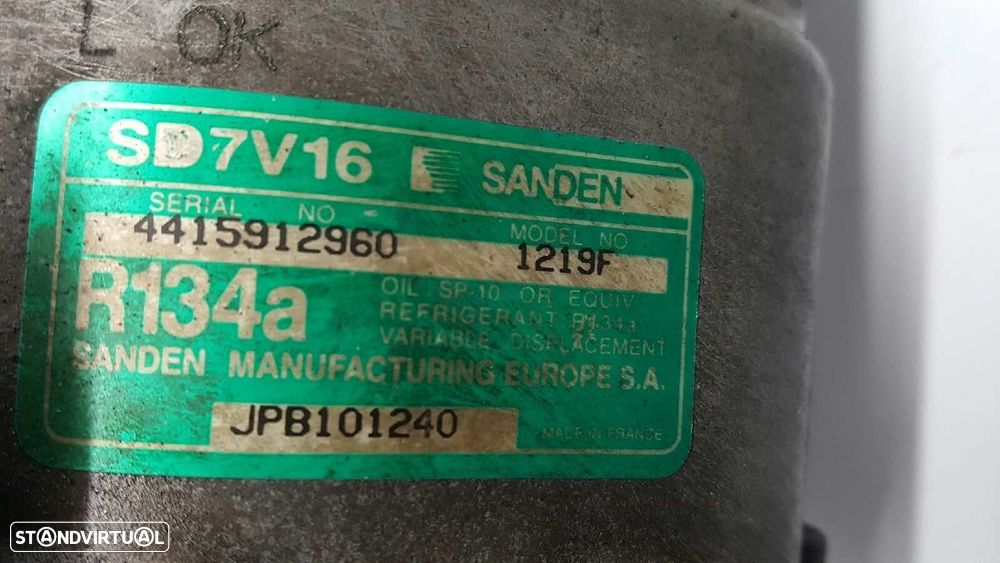 L OK
SD7V16 SANDEN
SERIAL NO MODEL NO
4415912960 1219F
R134a
OIL SP-10 OR EQUIV
REFRIGERANT R134a
VARIABLE DISPLACEMENT
SANDEN MANUFACTURING EUROPE S.A.
JPB101240
MADE IN FRANCE
STANDVIRTUAL